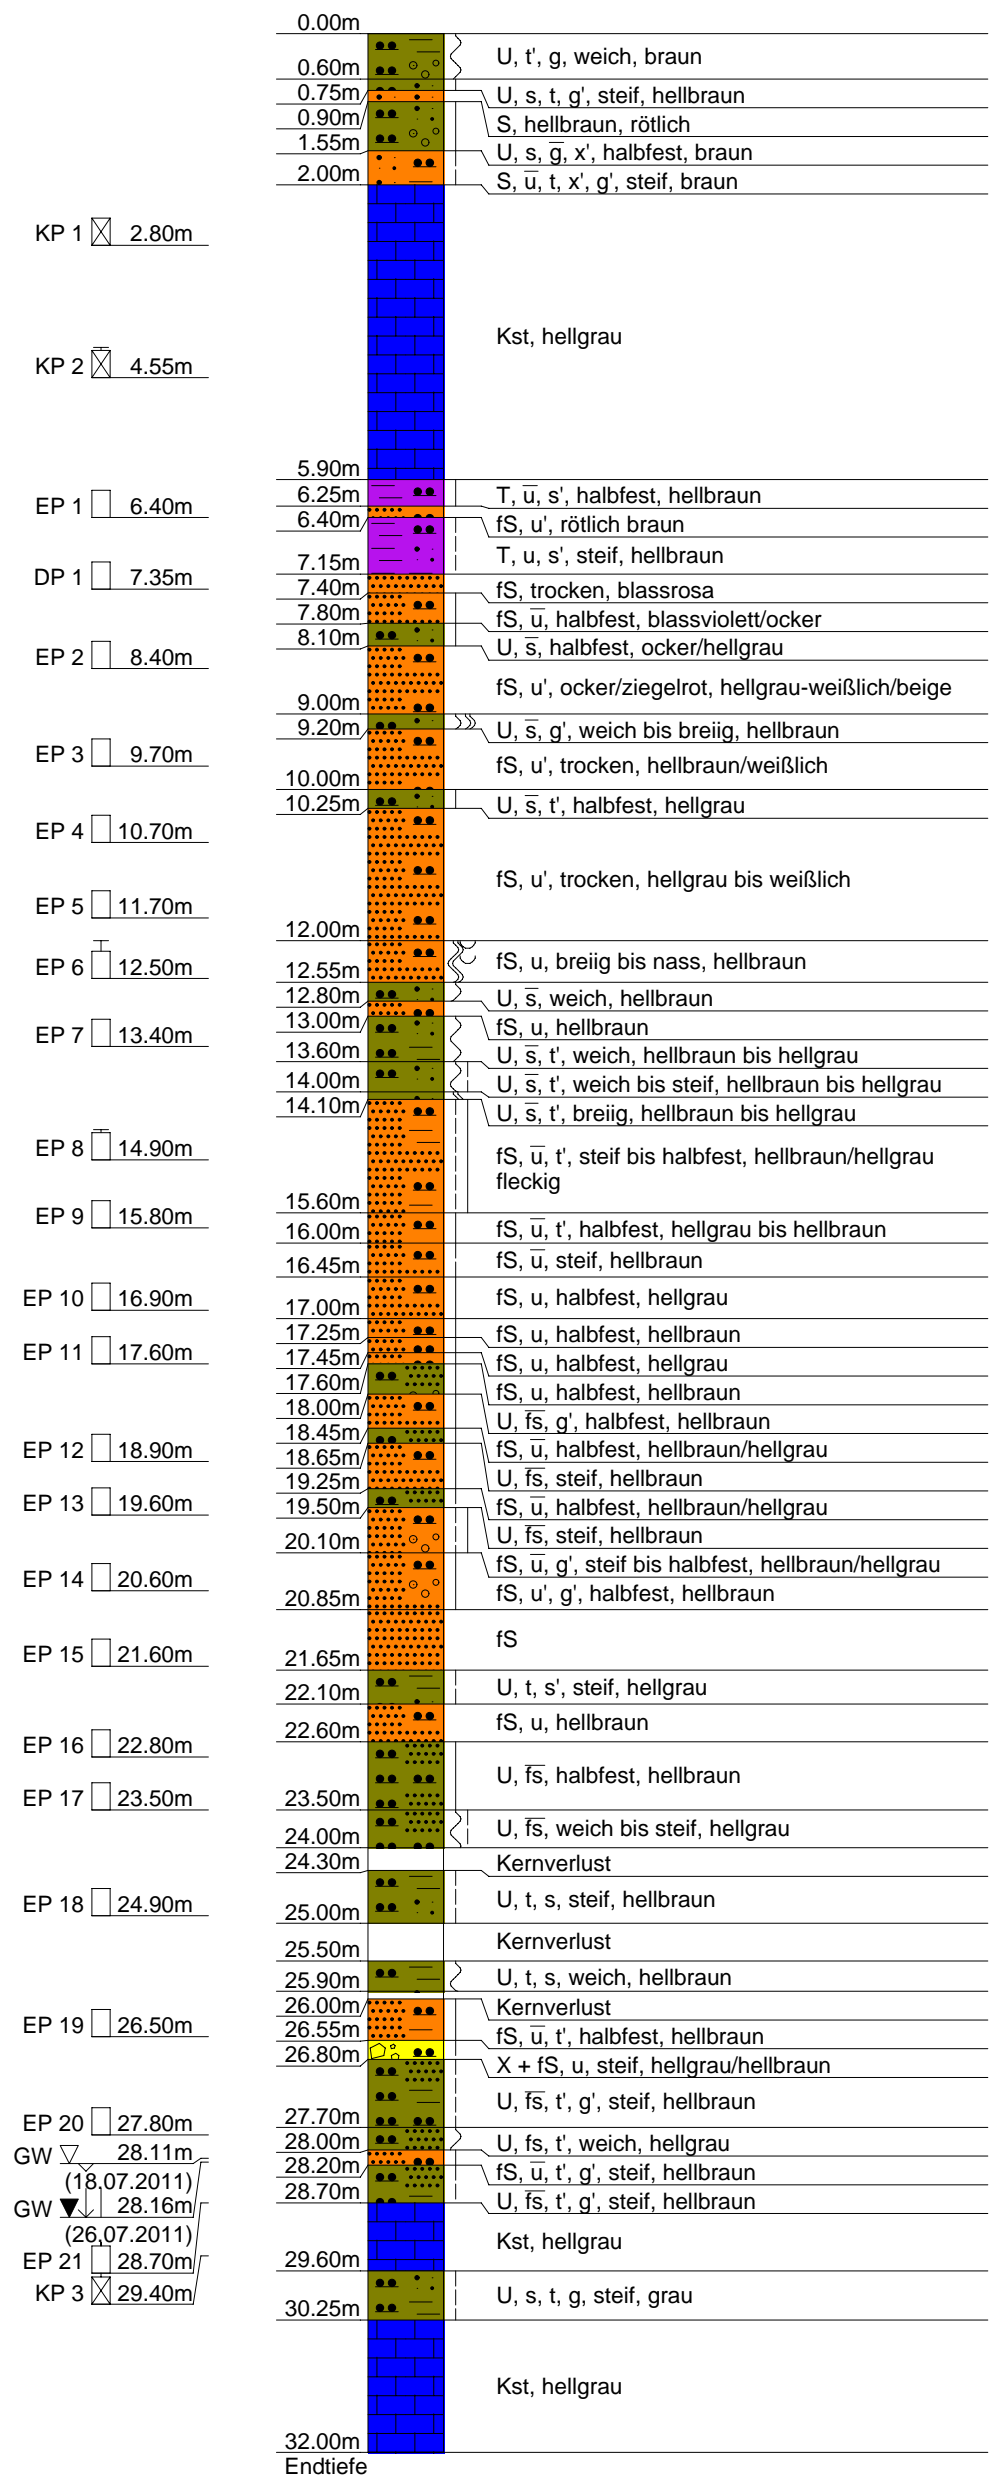 0.00m
U, t', g, weich, braun
0.60m
U, s, t, g', steif, hellbraun
0.75m
S, hellbraun, rötlich
0.90m
U, s, g̅, x', halbfest, braun
1.55m
S, u̅, t, x', g', steif, braun
2.00m
KP 1 2.80m
Kst, hellgrau
KP 2 4.55m
5.90m
T, u̅, s', halbfest, hellbraun
6.25m
EP 1 6.40m
fS, u', rötlich braun
6.40m
T, u, s', steif, hellbraun
7.15m
DP 1 7.35m
fS, trocken, blassrosa
7.40m
fS, u̅, halbfest, blassviolett/ocker
7.80m
U, s̅, halbfest, ocker/hellgrau
8.10m
EP 2 8.40m
fS, u', ocker/ziegelrot, hellgrau-weißlich/beige
9.00m
U, s̅, g', weich bis breiig, hellbraun
9.20m
EP 3 9.70m
fS, u', trocken, hellbraun/weißlich
10.00m
U, s̅, t', halbfest, hellgrau
10.25m
EP 4 10.70m
fS, u', trocken, hellgrau bis weißlich
EP 5 11.70m
12.00m
EP 6 12.50m
fS, u, breiig bis nass, hellbraun
12.55m
U, s̅, weich, hellbraun
12.80m
fS, u, hellbraun
13.00m
EP 7 13.40m
U, s̅, t', weich, hellbraun bis hellgrau
13.60m
U, s̅, t', weich bis steif, hellbraun bis hellgrau
14.00m
U, s̅, t', breiig, hellbraun bis hellgrau
14.10m
EP 8 14.90m
fS, u̅, t', steif bis halbfest, hellbraun/hellgrau
fleckig
15.60m
EP 9 15.80m
fS, u̅, t', halbfest, hellgrau bis hellbraun
16.00m
fS, u̅, steif, hellbraun
16.45m
EP 10 16.90m
fS, u, halbfest, hellgrau
17.00m
fS, u, halbfest, hellbraun
17.25m
EP 11 17.60m
fS, u, halbfest, hellgrau
17.45m
fS, u, halbfest, hellbraun
17.60m
U, f̅s̅, g', halbfest, hellbraun
18.00m
fS, u̅, halbfest, hellbraun/hellgrau
18.45m
EP 12 18.90m
U, f̅s̅, steif, hellbraun
18.65m
fS, u̅, halbfest, hellbraun/hellgrau
19.25m
EP 13 19.60m
U, f̅s̅, steif, hellbraun
19.50m
fS, u̅, g', steif bis halbfest, hellbraun/hellgrau
20.10m
EP 14 20.60m
fS, u', g', halbfest, hellbraun
20.85m
fS
EP 15 21.60m
21.65m
U, t, s', steif, hellgrau
22.10m
fS, u, hellbraun
22.60m
EP 16 22.80m
U, f̅s̅, halbfest, hellbraun
EP 17 23.50m
23.50m
U, f̅s̅, weich bis steif, hellgrau
24.00m
Kernverlust
24.30m
EP 18 24.90m
U, t, s, steif, hellbraun
25.00m
Kernverlust
25.50m
U, t, s, weich, hellbraun
25.90m
Kernverlust
26.00m
EP 19 26.50m
fS, u̅, t', halbfest, hellbraun
26.55m
X + fS, u, steif, hellgrau/hellbraun
26.80m
U, f̅s̅, t', g', steif, hellbraun
27.70m
EP 20 27.80m
U, fs, t', weich, hellgrau
28.00m
GW 28.11m
(18.07.2011)
fS, u̅, t', g', steif, hellbraun
28.20m
GW 28.16m
(26.07.2011)
U, f̅s̅, t', g', steif, hellbraun
28.70m
EP 21 28.70m
Kst, hellgrau
29.60m
KP 3 29.40m
U, s, t, g, steif, grau
30.25m
Kst, hellgrau
32.00m
Endtiefe